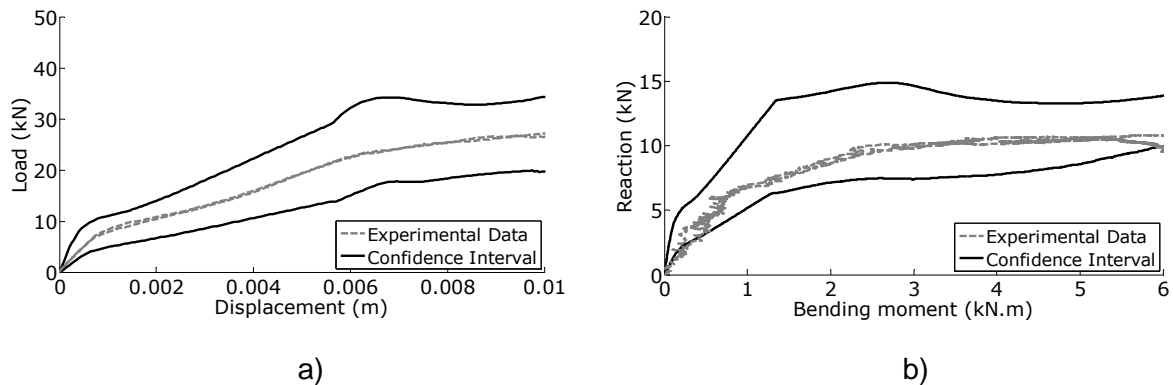 50
40
30
20
10
0
Load (kN)
0 0.002 0.004 0.006 0.008 0.01
Displacement (m)
Experimental Data
Confidence Interval
a)
20
15
10
5
0
Reaction (kN)
0 1 2 3 4 5 6
Bending moment (kN.m)
Experimental Data
Confidence Interval
b)